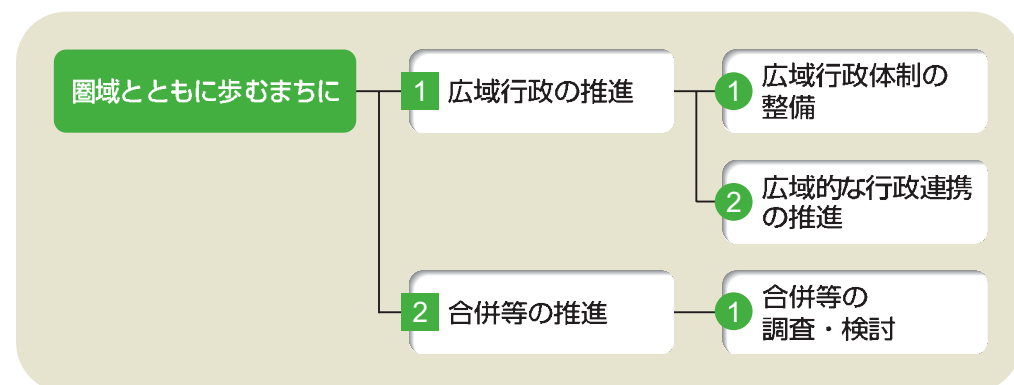 圏域とともに歩むまちに
1 広域行政の推進
1 広域行政体制の
整備
2 広域的な行政連携
の推進
2 合併等の推進
1 合併等の
調査・検討